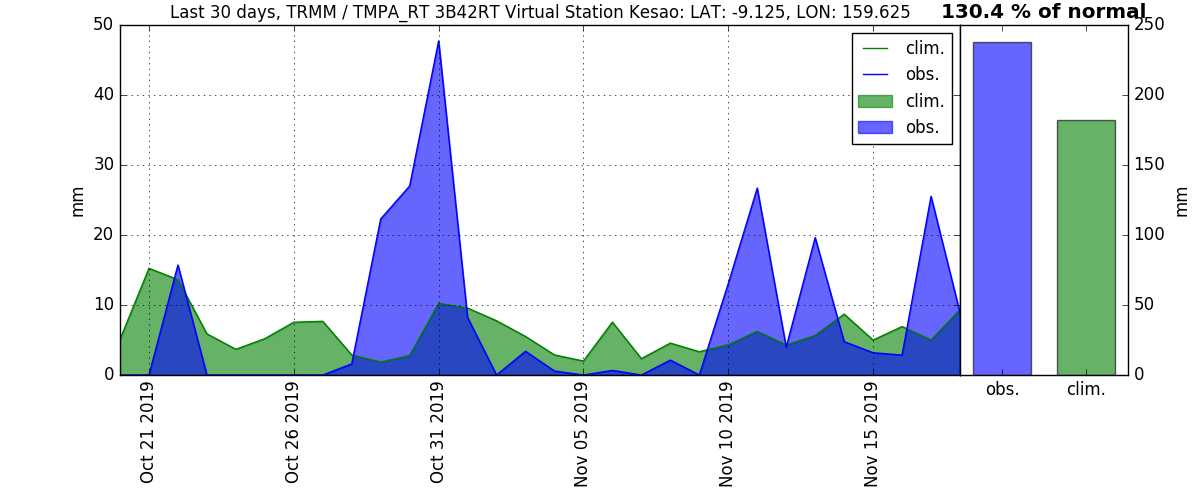 Last 30 days, TRMM / TMPA_RT 3B42RT Virtual Station Kesao: LAT: -9.125, LON: 159.625
130.4 % of normal
50
40
30
20
10
0
mm
clim.
obs.
clim.
obs.
250
200
150
100
50
0
mm
Oct 21 2019
Oct 26 2019
Oct 31 2019
Nov 05 2019
Nov 10 2019
Nov 15 2019
obs.
clim.